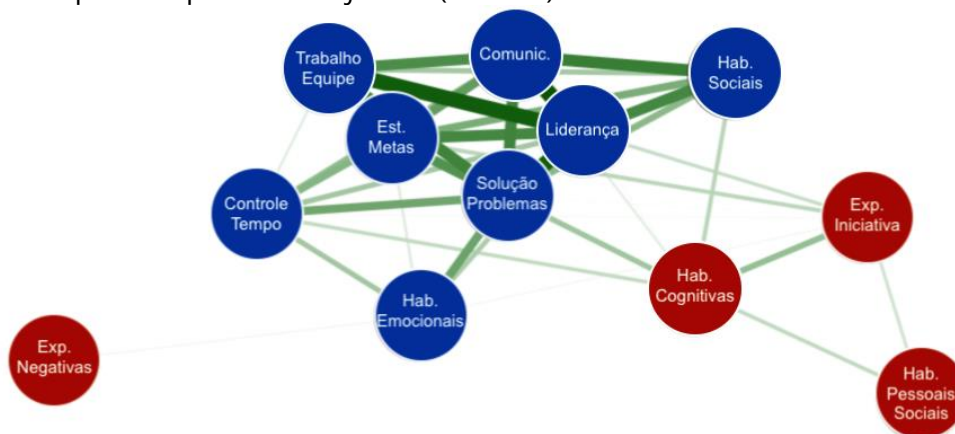 Trabalho
Equipe
Comunic.
Hab.
Sociais
Est.
Metas
Liderança
Controle
Tempo
Solução
Problemas
Exp.
Iniciativa
Hab.
Cognitivas
Hab.
Emocionais
Exp.
Negativas
Hab.
Pessoais
Sociais